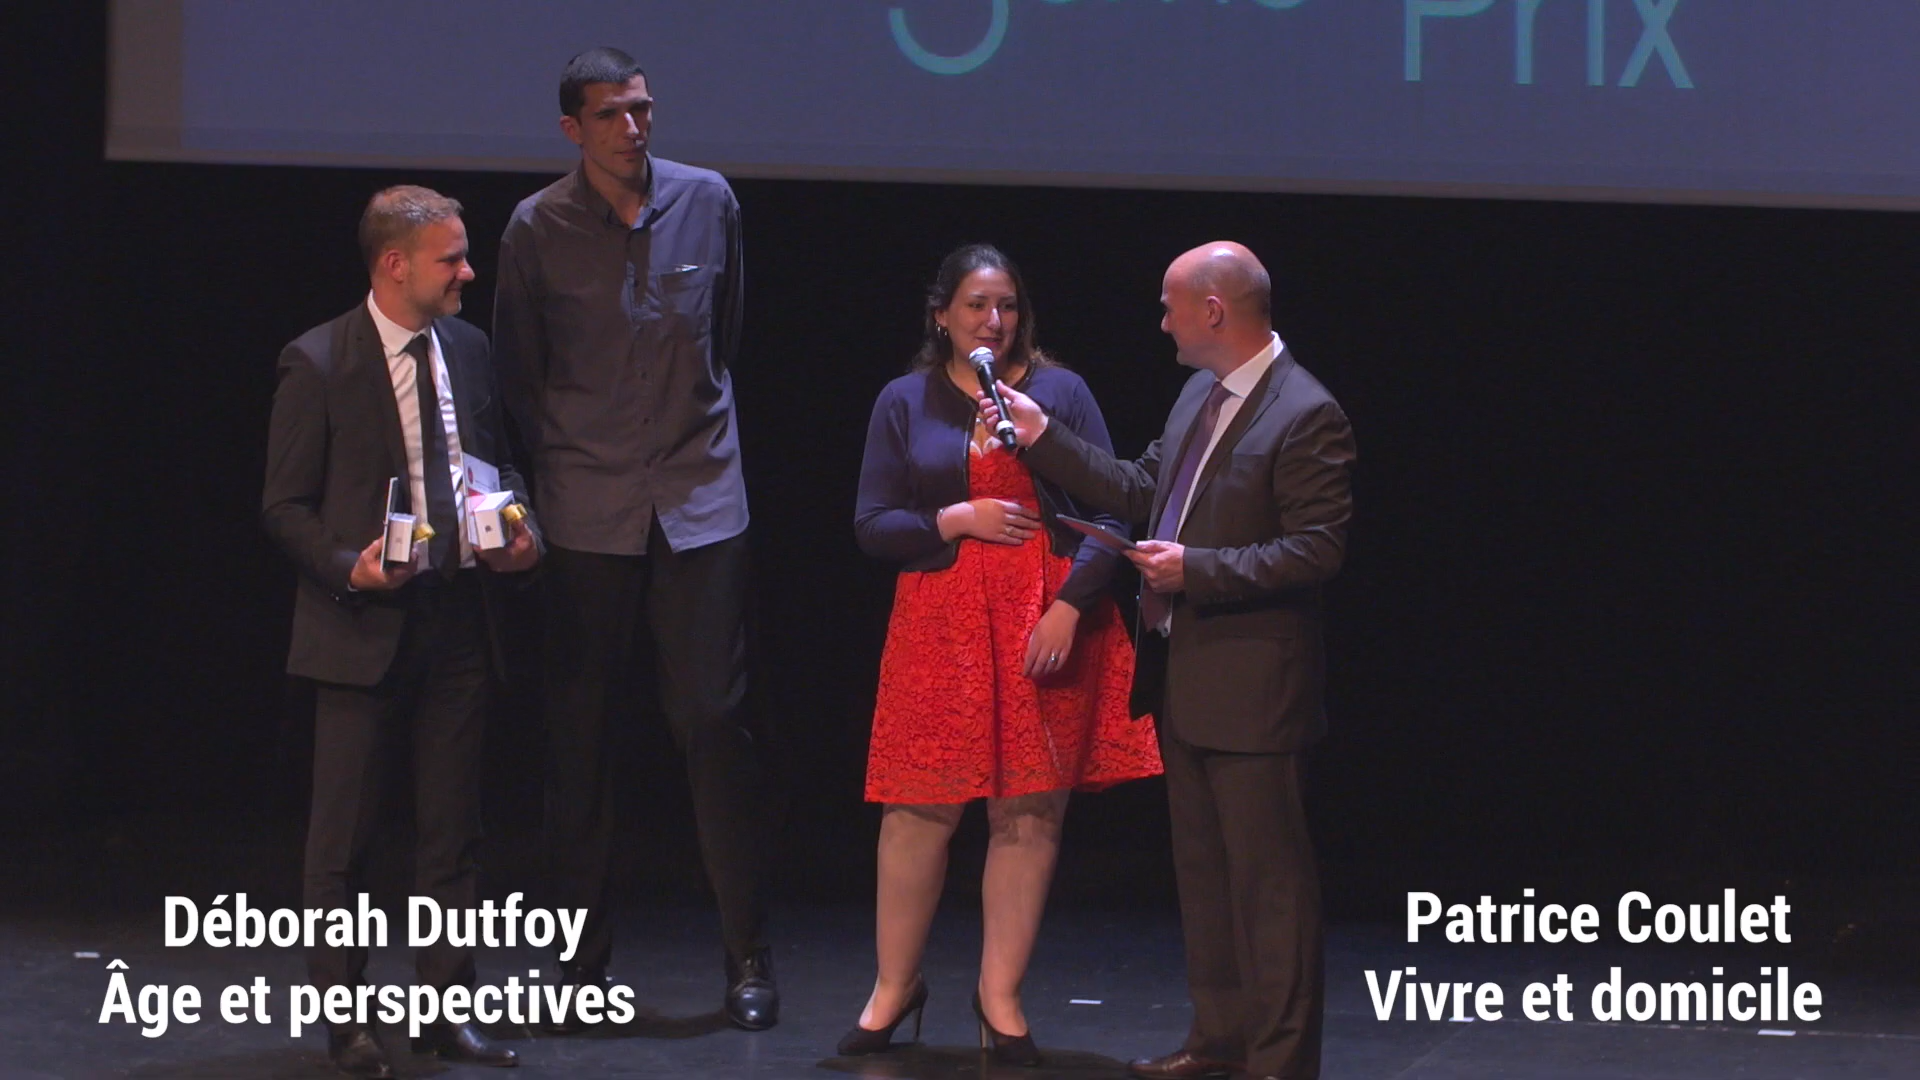 Prix
Déborah Dutfoy
Âge et perspectives
Patrice Coulet
Vivre et domicile